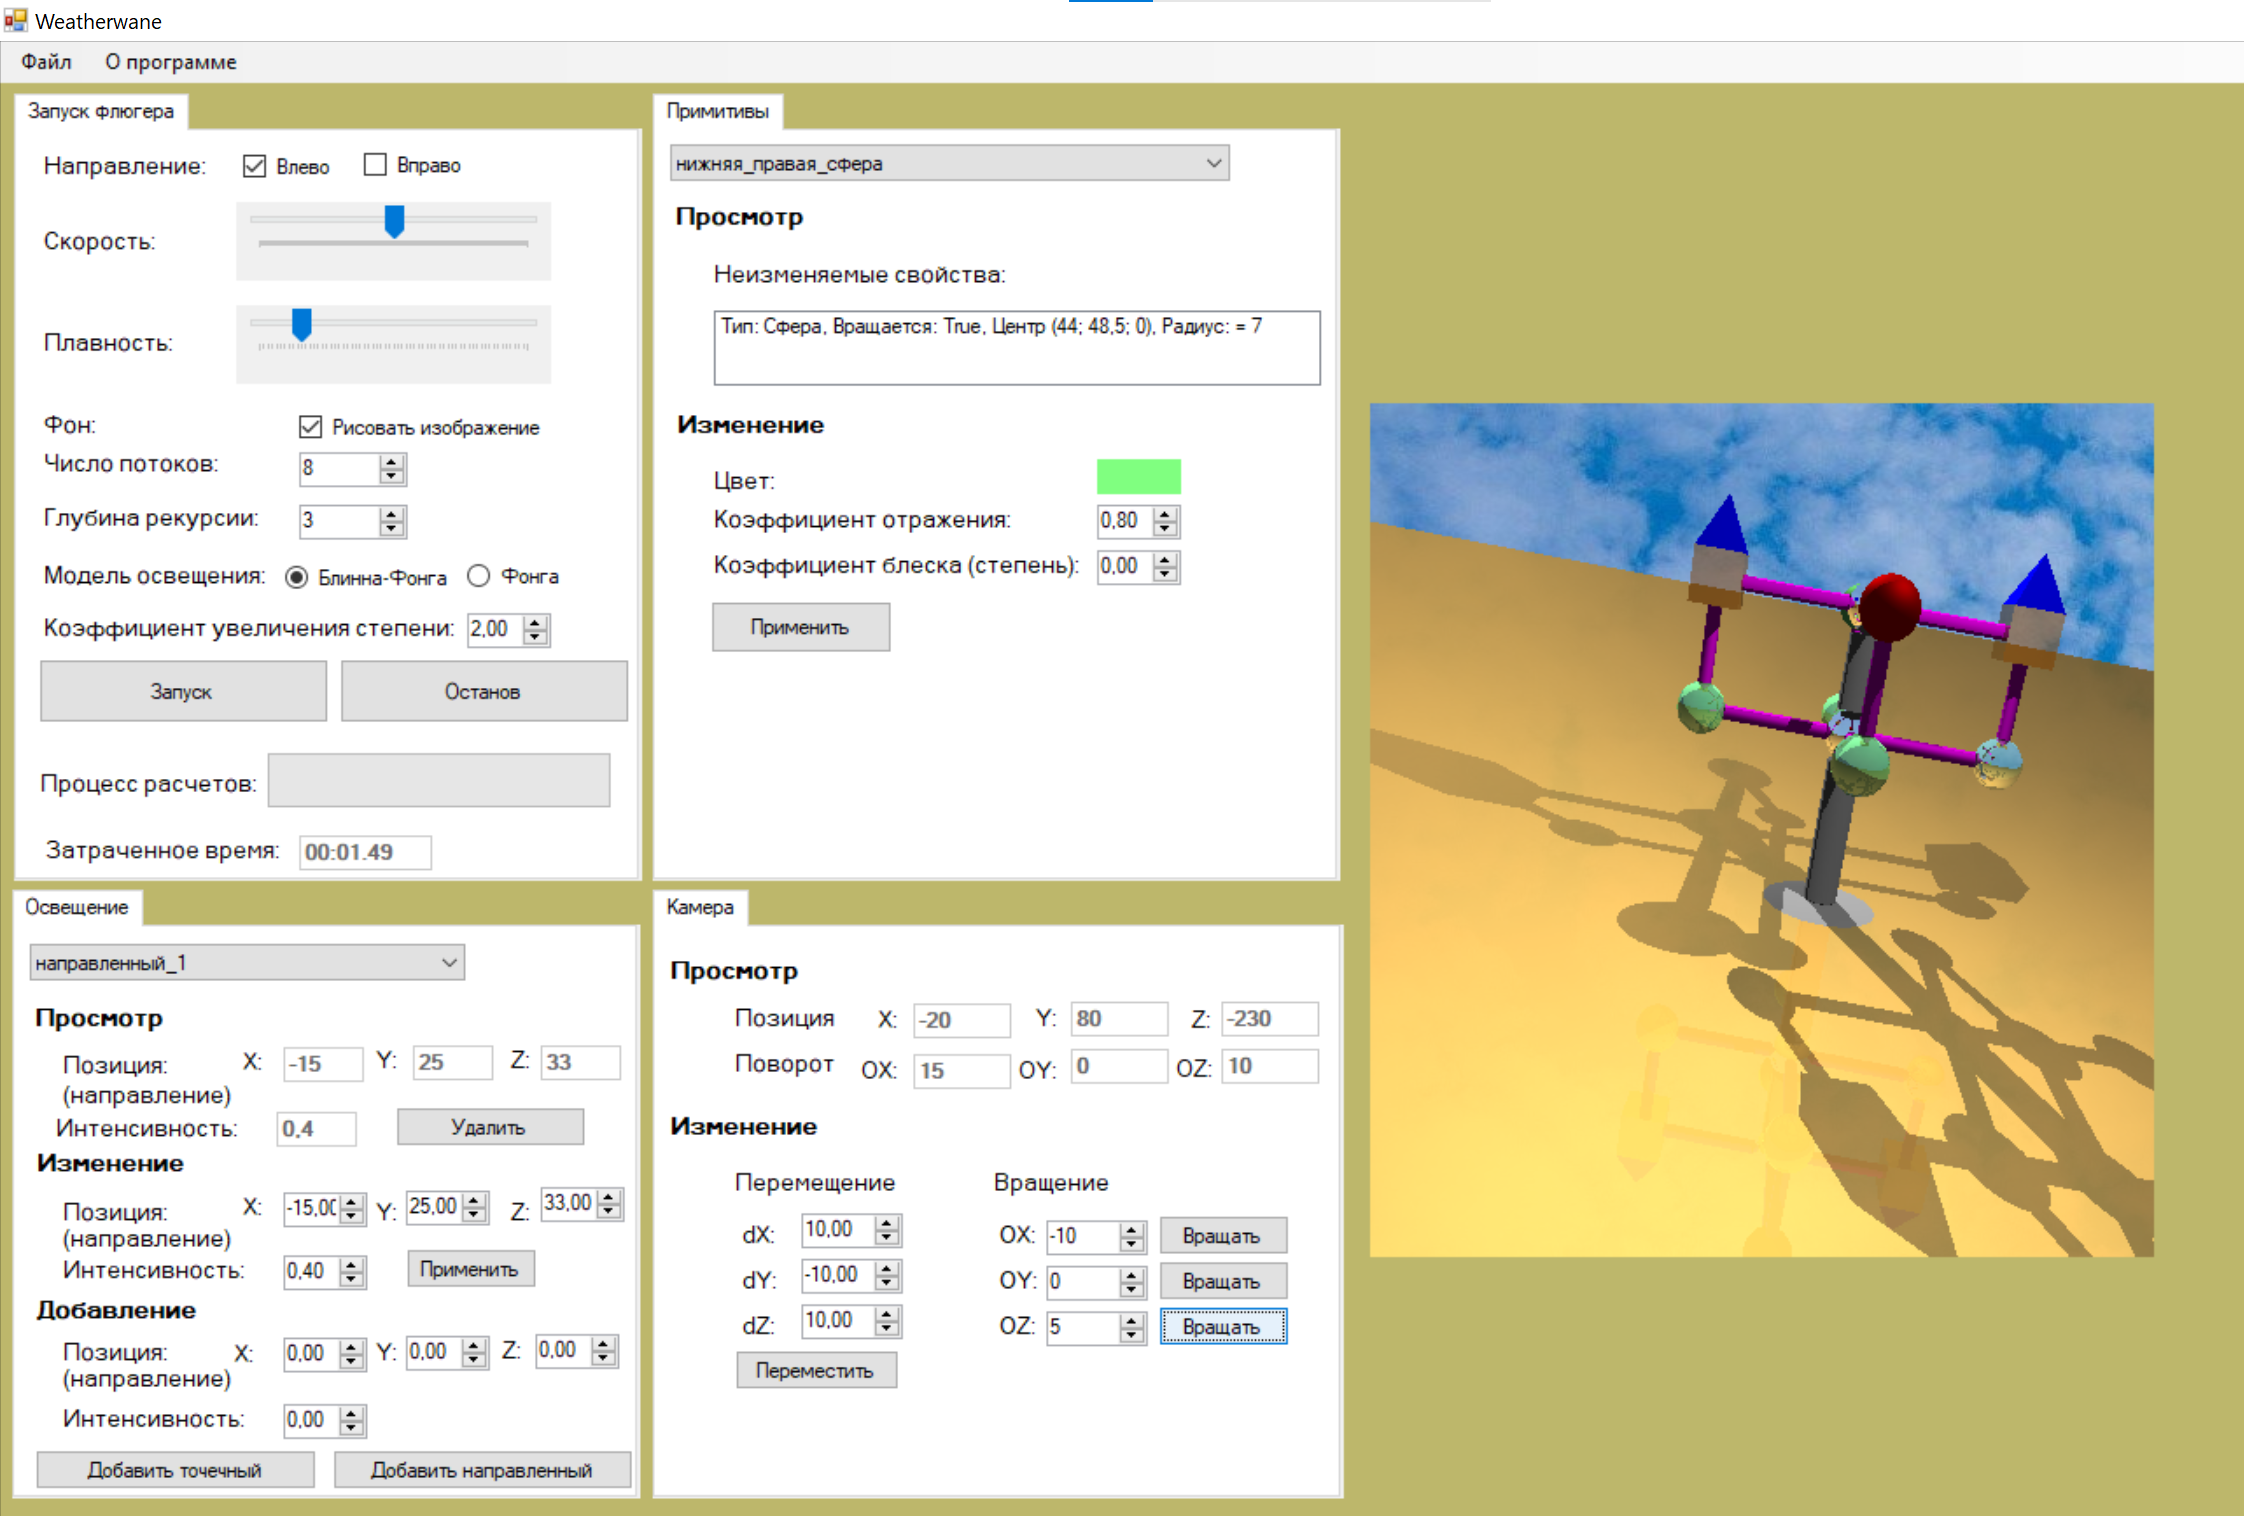 Weatherwane
Файл О программе
Запуск флюгера
Направление: Влево Вправо
Скорость:
Плавность:
Фон: Рисовать изображение
Число потоков: 8
Глубина рекурсии: 3
Модель освещения: Блинна-Фонга Фонга
Коэффициент увеличения степени: 2,00
Запуск Останов
Процесс расчетов:
Затраченное время: 00:01.49
Примитивы
нижняя_правая_сфера
Просмотр
Неизменяемые свойства:
Тип: Сфера, Вращается: True, Центр (44; 48,5; 0), Радиус: = 7
Изменение
Цвет:
Коэффициент отражения: 0,80
Коэффициент блеска (степень): 0,00
Применить
Освещение
направленный_1
Просмотр
Позиция: X: -15 Y: 25 Z: 33
(направление)
Интенсивность: 0,4 Удалить
Изменение
Позиция: X: -15,00 Y: 25,00 Z: 33,00
(направление)
Интенсивность: 0,40 Применить
Добавление
Позиция: X: 0,00 Y: 0,00 Z: 0,00
(направление)
Интенсивность: 0,00
Добавить точечный Добавить направленный
Камера
Просмотр
Позиция X: -20 Y: 80 Z: -230
Поворот OX: 15 OY: 0 OZ: 10
Изменение
Перемещение Вращение
dX: 10,00 OX: -10 Вращать
dY: -10,00 OY: 0 Вращать
dZ: 10,00 OZ: 5 Вращать
Переместить